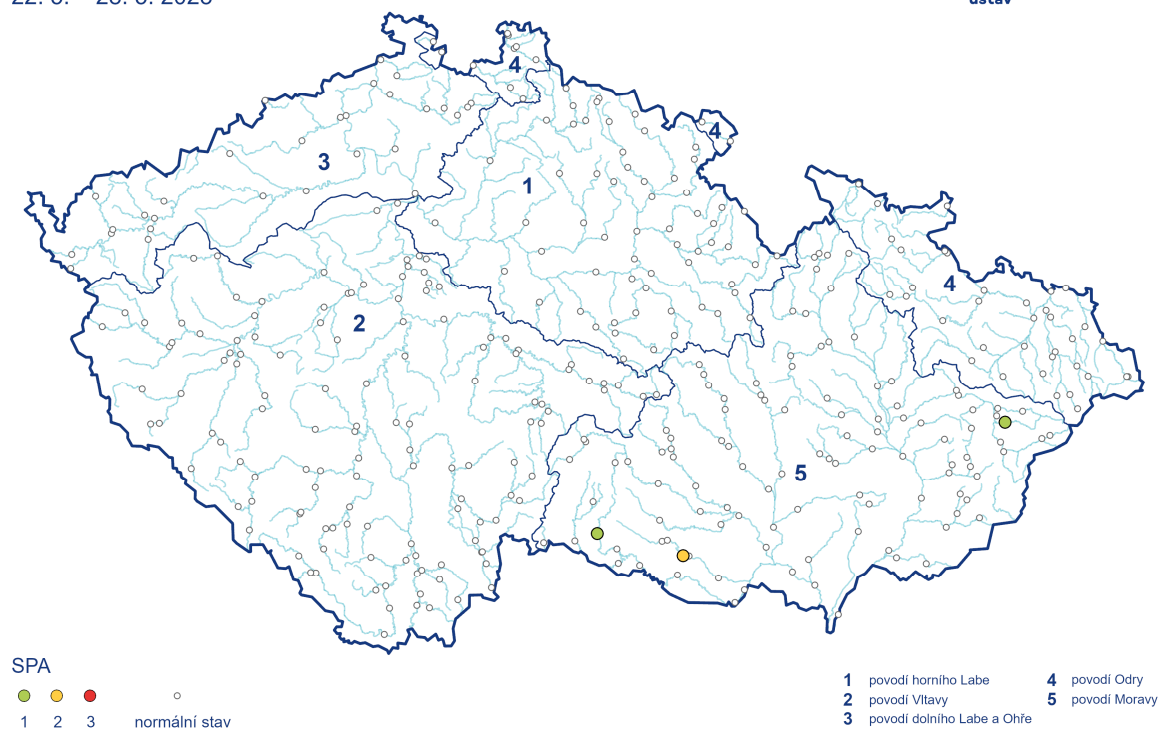 4
4
3
1
4
2
5
SPA
1 2 3 normální stav
1 povodí horního Labe
2 povodí Vltavy
3 povodí dolního Labe a Ohře
4 povodí Odry
5 povodí Moravy